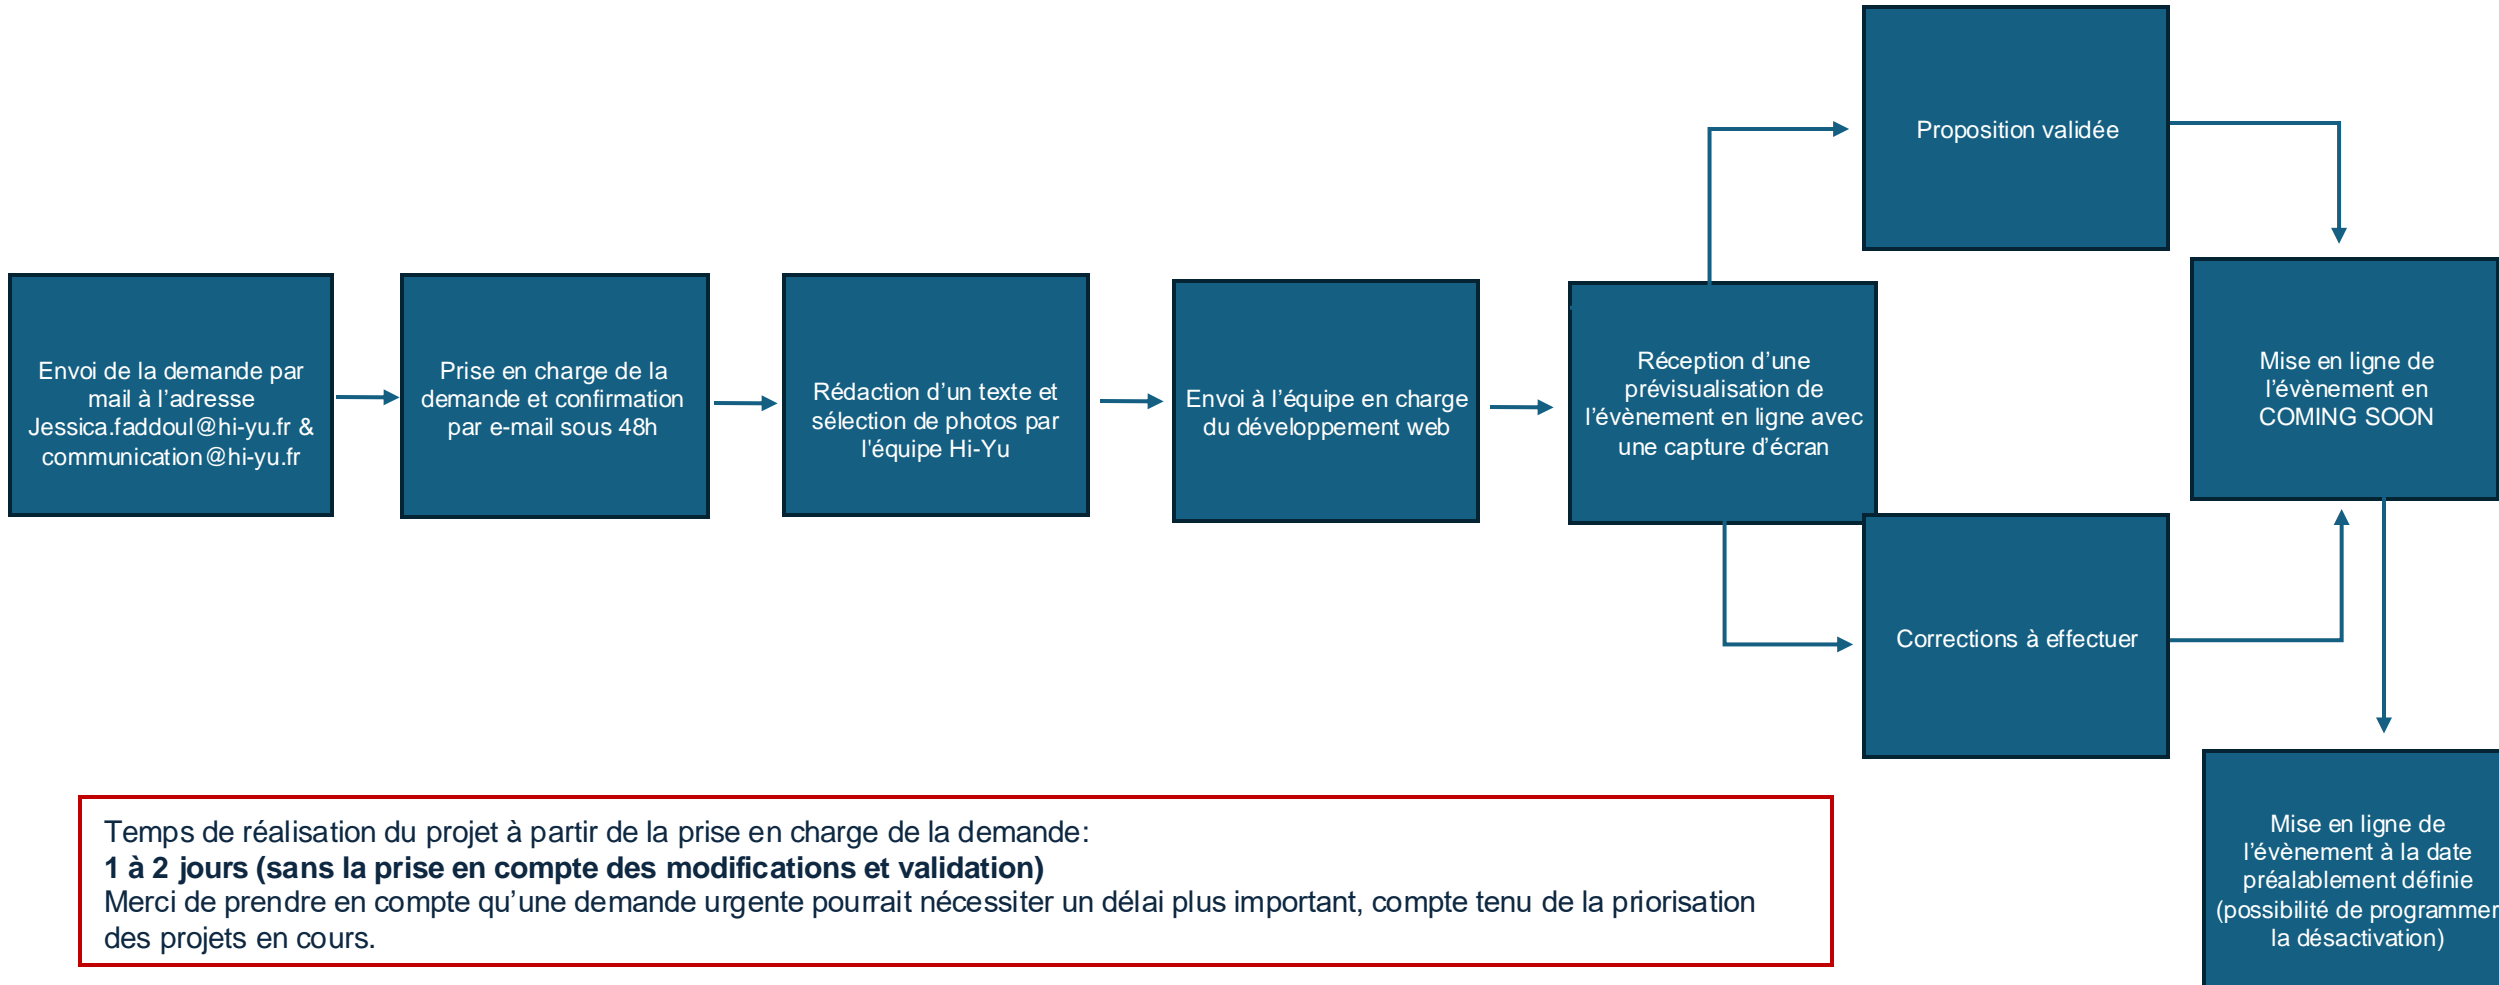 Envoi de la demande par
mail à l’adresse
Jessica.faddoul@hi-yu.fr &
communication@hi-yu.fr
Prise en charge de la
demande et confirmation
par e-mail sous 48h
Rédaction d’un texte et
sélection de photos par
l'équipe Hi-Yu
Envoi à l’équipe en charge
du développement web
Réception d’une
prévisualisation de
l’évènement en ligne avec
une capture d’écran
Proposition validée
Corrections à effectuer
Mise en ligne de
l’évènement en
COMING SOON
Mise en ligne de
l’évènement à la date
préalablement définie
(possibilité de programmer
la désactivation)
Temps de réalisation du projet à partir de la prise en charge de la demande:
1 à 2 jours (sans la prise en compte des modifications et validation)
Merci de prendre en compte qu’une demande urgente pourrait nécessiter un délai plus important, compte tenu de la priorisation
des projets en cours.